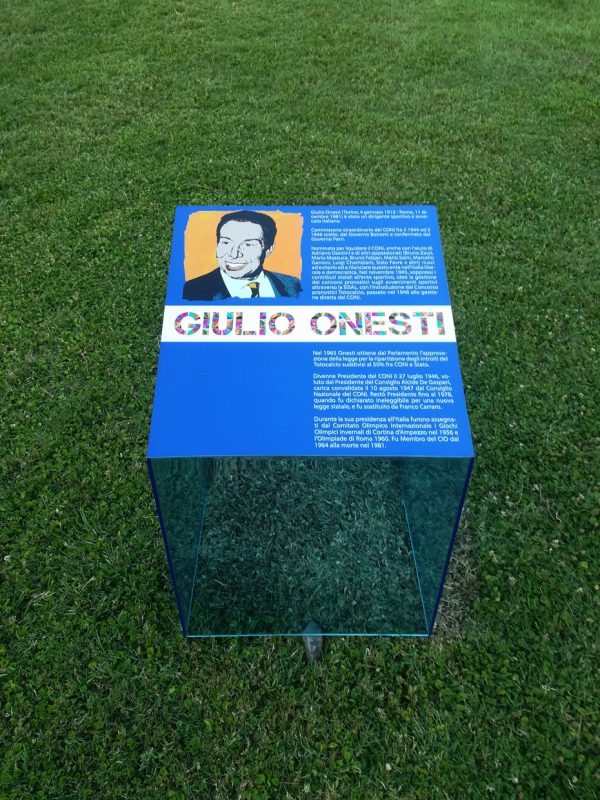 Giulio Onesti (Torino, 4 gennaio 1912 - Roma, 11 di-
cembre 1981) è stato un dirigente sportivo e avvo-
cato italiano.
Commissario straordinario del CONI fra il 1944 ed il
1946 scelto, dal Governo Bonomi e confermato dal
Governo Parri.
Nominato per liquidare il CONI, anche con l'aiuto di
Adriano Ossicini e di altri appassionati (Bruno Zauli,
Mario Mazzuca, Bruno Fabjan, Mario Saini, Marcello
Garroni, Luigi Chamblant, Sisto Favre e altri) riuscì
ad evitarlo ed a rilanciare questo ente nell'Italia libe-
rale e democratica. Nel novembre 1945, soppressi i
contributi statali all'ente sportivo, ideò la gestione
dei concorsi pronostici sugli avvenimenti sportivi
attraverso la SISAL, con l'introduzione del Concorso
pronostici Totocalcio, passato nel 1948 alla gestio-
ne diretta del CONI.
GIULIO ONESTI
Nel 1965 Onesti ottiene dal Parlamento l'approva-
zione della legge per la ripartizione degli introiti del
Totocalcio suddivisi al 50% fra CONI e Stato.
Divenne Presidente del CONI il 27 luglio 1946, vo-
luto dal Presidente del Consiglio Alcide De Gasperi,
carica convalidata il 10 agosto 1947 dal Consiglio
Nazionale del CONI. Restò Presidente fino al 1978,
quando fu dichiarato ineleggibile per una nuova
legge statale, e fu sostituito da Franco Carraro.
Durante la sua presidenza all'Italia furono assegna-
ti dal Comitato Olimpico Internazionale i Giochi
Olimpici invernali di Cortina d'Ampezzo nel 1956 e
l'Olimpiade di Roma 1960. Fu Membro del CIO dal
1964 alla morte nel 1981.